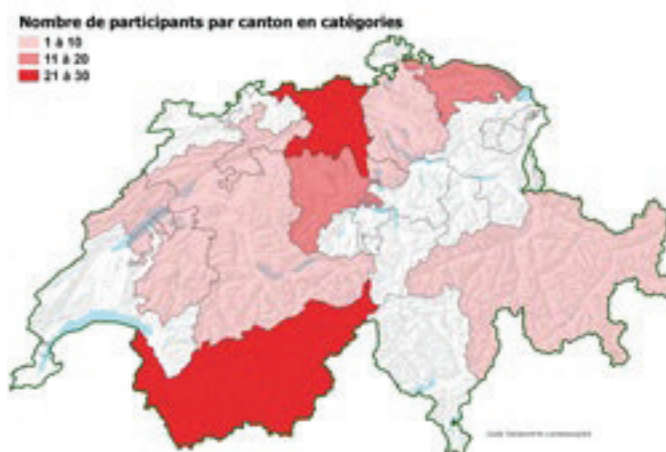 Nombre de participants par canton en catégories
1 à 10
11 à 20
21 à 30